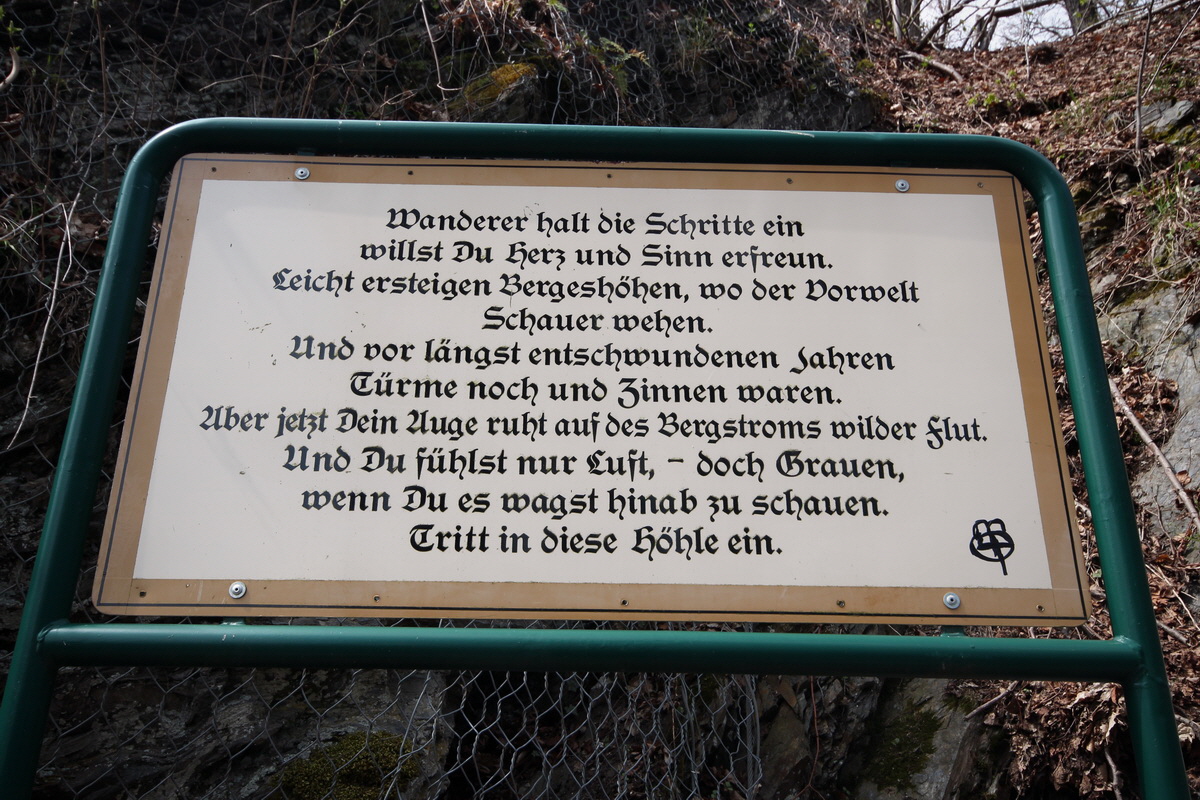 Wanderer halt die Schritte ein
willst Du Herz und Sinn erfreun.
Leicht ersteigen Bergeshöhen, wo der Vorwelt
Schauer wehen.
Und vor längst entschwundenen Jahren
Türme noch und Zinnen waren.
Aber jetzt Dein Auge ruht auf des Bergstroms wilder Flut.
Und Du fühlst nur Luft, – doch Grauen,
wenn Du es wagst hinab zu schauen.
Tritt in diese Höhle ein.